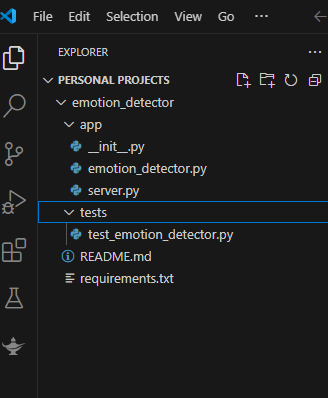 File Edit Selection View Go ...
EXPLORER ...
PERSONAL PROJECTS
emotion_detector
app
__init__.py
emotion_detector.py
server.py
tests
test_emotion_detector.py
README.md
requirements.txt